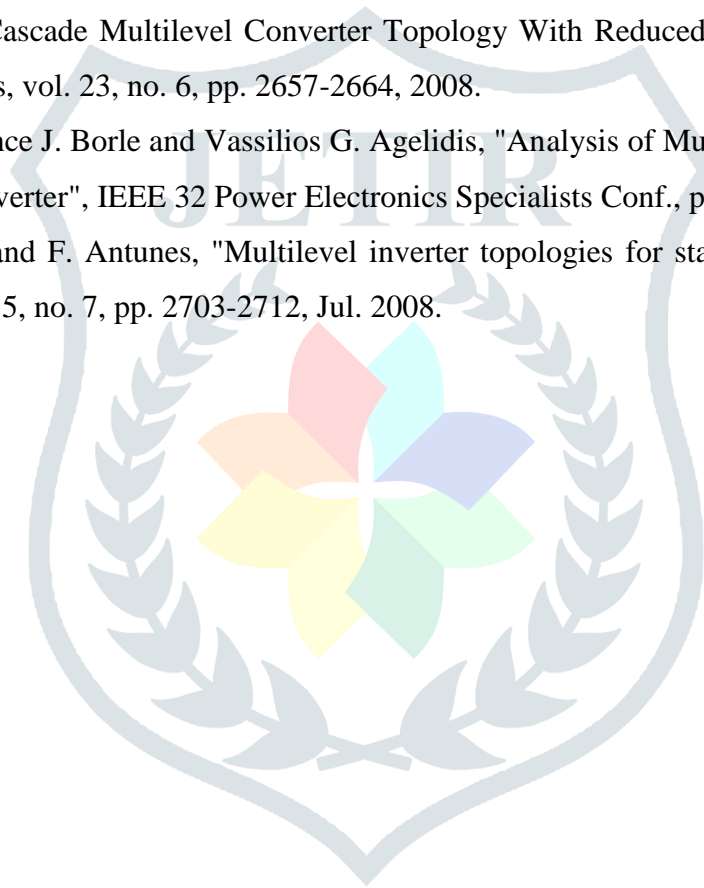 Cascade Multilevel Converter Topology With Reduced
s, vol. 23, no. 6, pp. 2657-2664, 2008.
nce J. Borle and Vassilios G. Agelidis, "Analysis of Mu
verter", IEEE 32 Power Electronics Specialists Conf., p
and F. Antunes, "Multilevel inverter topologies for sta
5, no. 7, pp. 2703-2712, Jul. 2008.
JETIR